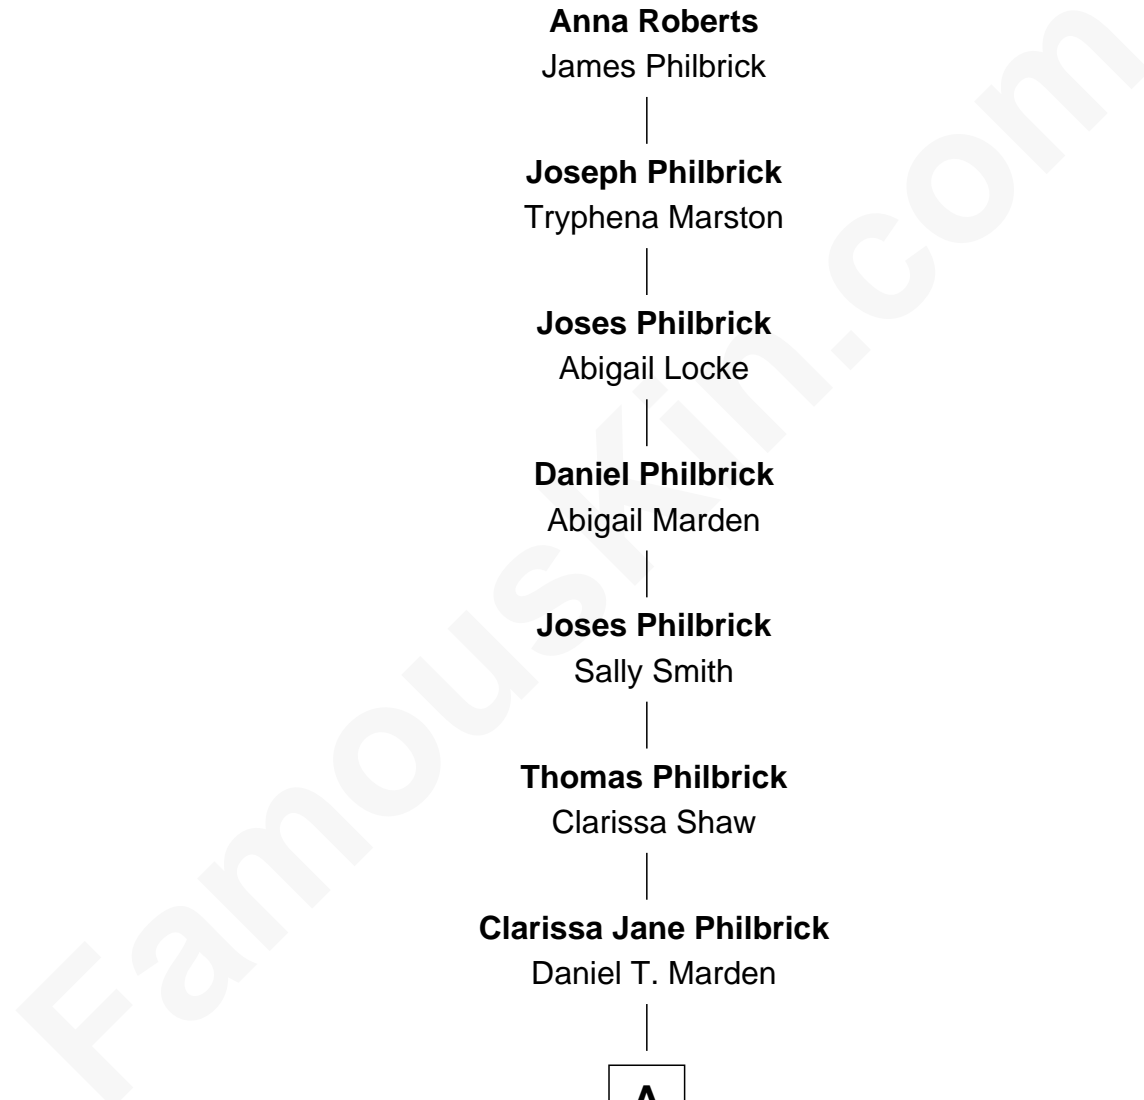 Anna Roberts
James Philbrick
Joseph Philbrick
Tryphena Marston
Joses Philbrick
Abigail Locke
Daniel Philbrick
Abigail Marden
Joses Philbrick
Sally Smith
Thomas Philbrick
Clarissa Shaw
Clarissa Jane Philbrick
Daniel T. Marden
A
FamousKin.com